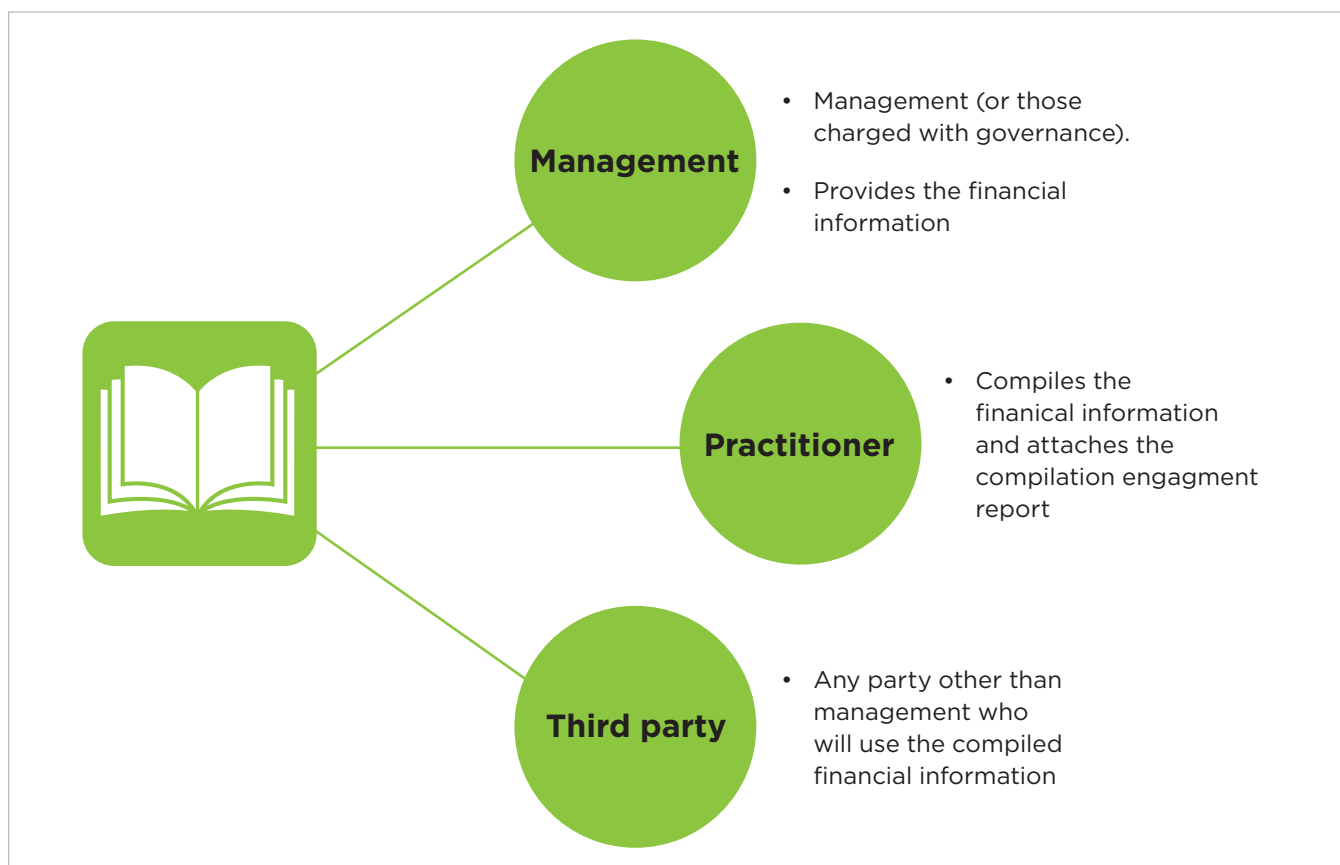 Management
• Management (or those
charged with governance).
• Provides the financial
information
Practitioner
• Compiles the
finanical information
and attaches the
compilation engagment
report
Third party
• Any party other than
management who
will use the compiled
financial information